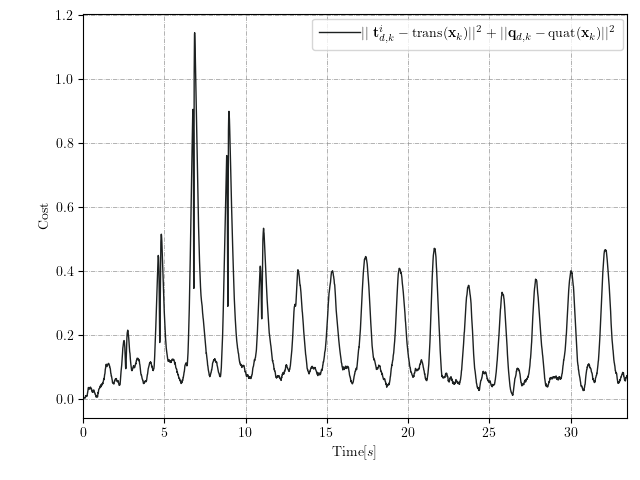 || t^i_{d,k} − trans(x_k)||^2 + ||q_{d,k} − quat(x_k)||^2
1.2
1.0
0.8
0.6
0.4
0.2
0.0
Cost
0 5 10 15 20 25 30
Time[s]